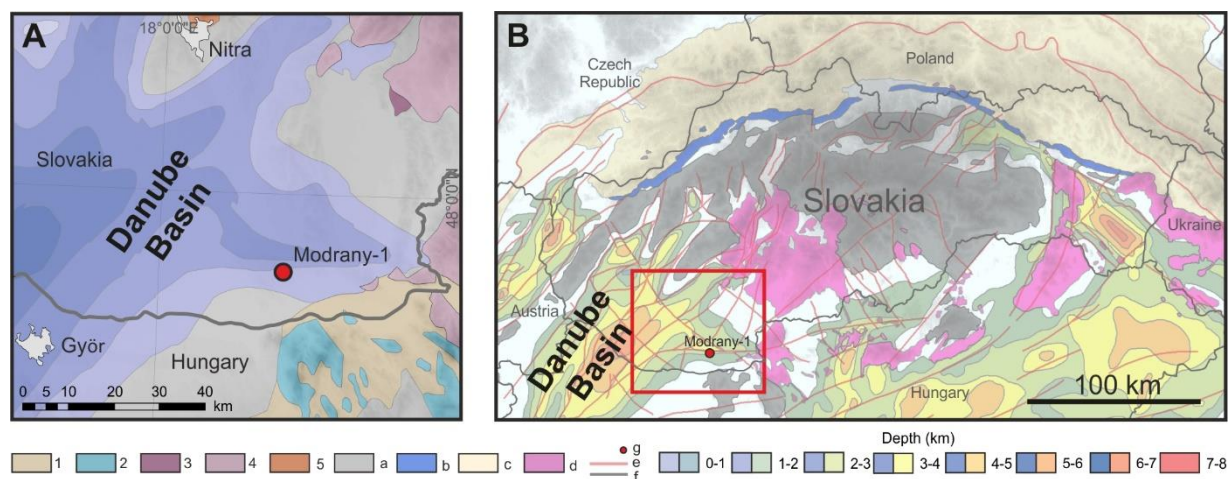 A
18°0'0"E
Nitra
Slovakia
Danube
Basin
48°0'0"N
Modrany-1
Györ
Hungary
0 5 10 20 30 40
km
B
Czech
Republic
Poland
Slovakia
Ukraine
Austria
Danube
Basin
Modrany-1
Hungary
100 km
Depth (km)
1 2 3 4 5 a b c d g e f 0-1 1-2 2-3 3-4 4-5 5-6 6-7 7-8